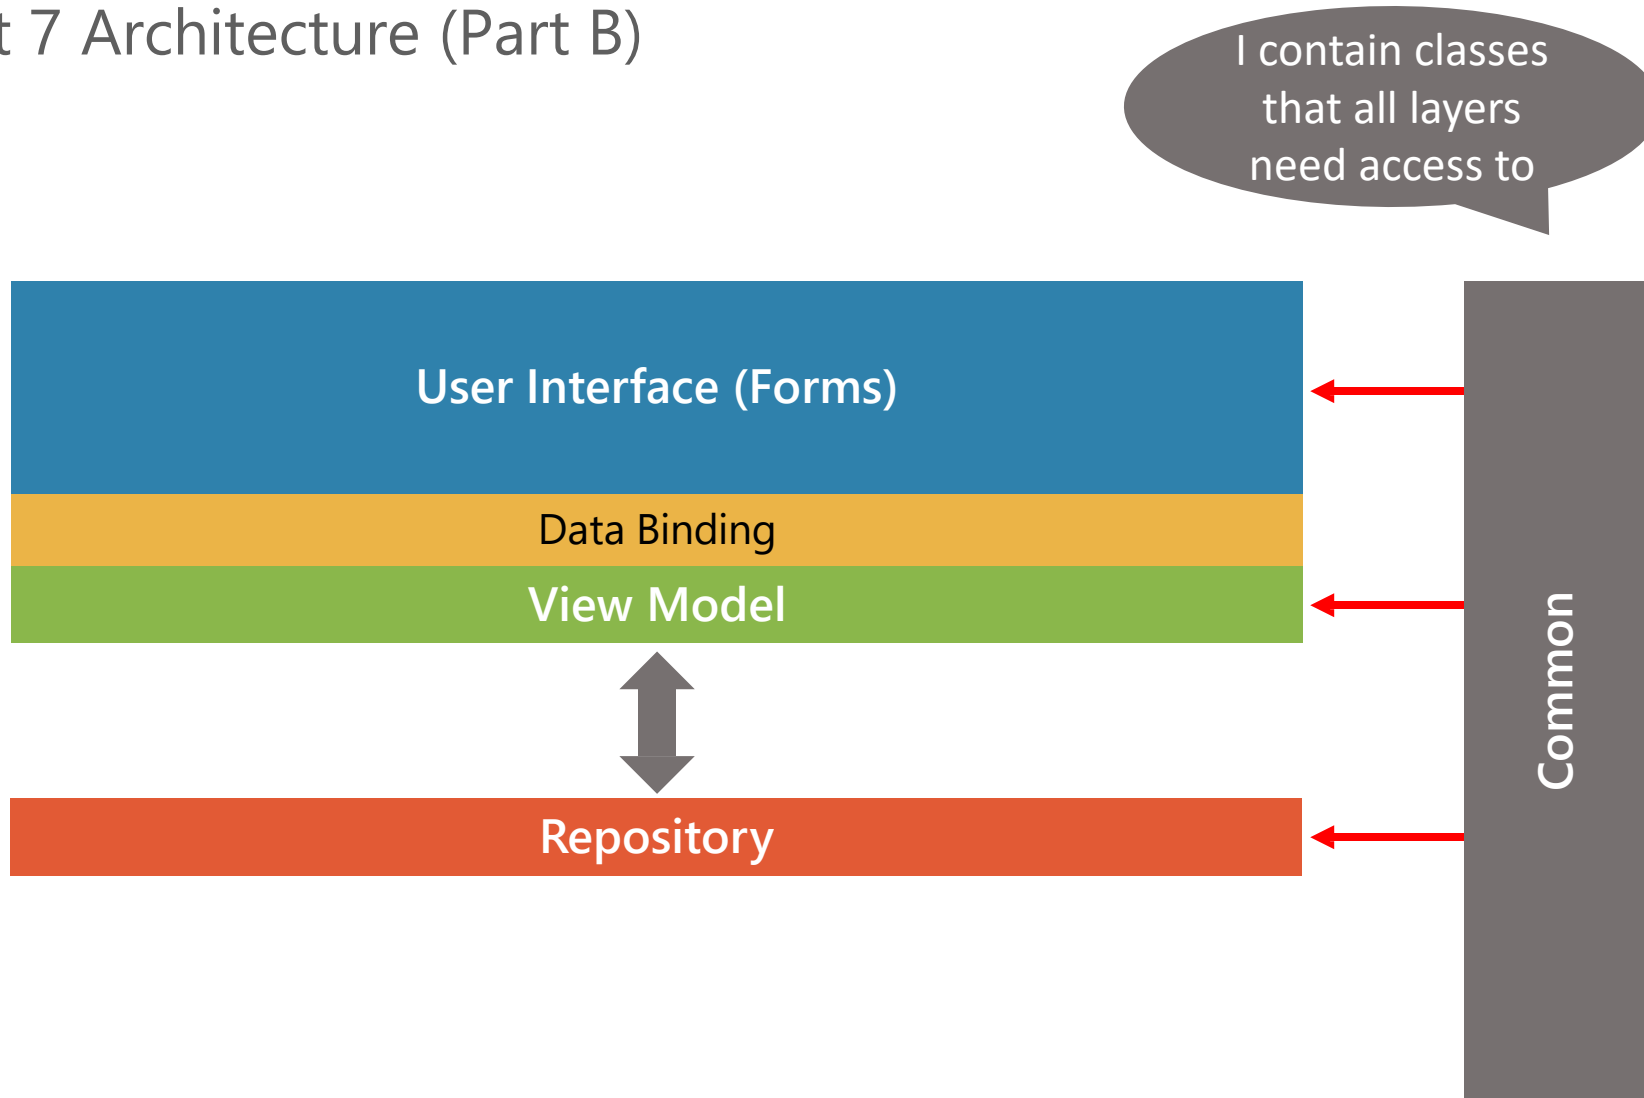 t 7 Architecture (Part B)
I contain classes
that all layers
need access to
User Interface (Forms)
Data Binding
View Model
Common
Repository